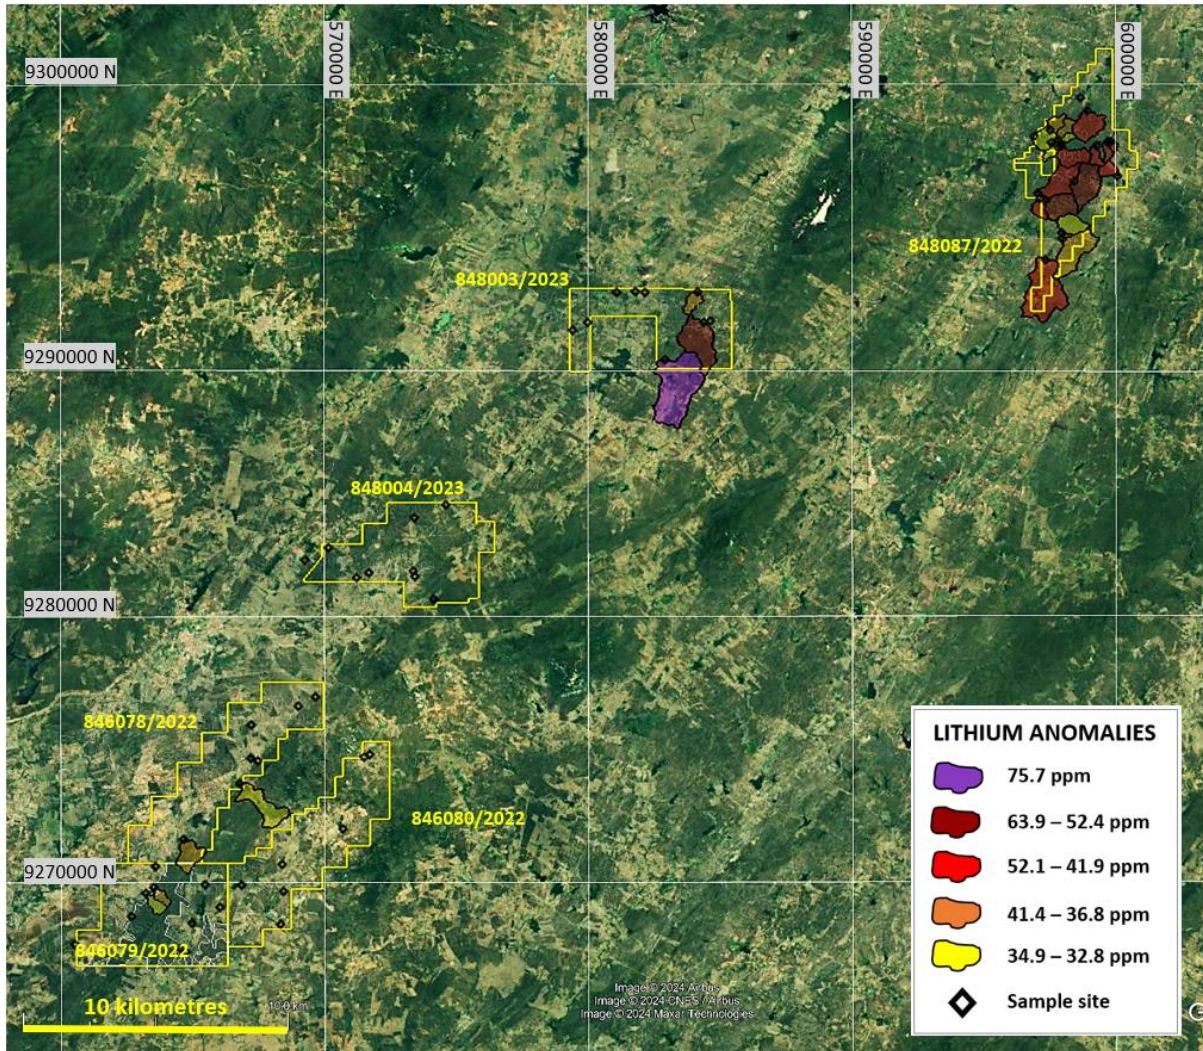 570000 E
580000 E
590000 E
600000 E
9300000 N
848087/2022
848003/2023
9290000 N
848004/2023
9280000 N
846078/2022
846080/2022
9270000 N
846079/2022
10 kilometres
10.0 km
Image © 2024 Airbus
Image © 2024 CNES / Airbus
Image © 2024 Maxar Technologies
LITHIUM ANOMALIES
75.7 ppm
63.9 – 52.4 ppm
52.1 – 41.9 ppm
41.4 – 36.8 ppm
34.9 – 32.8 ppm
Sample site